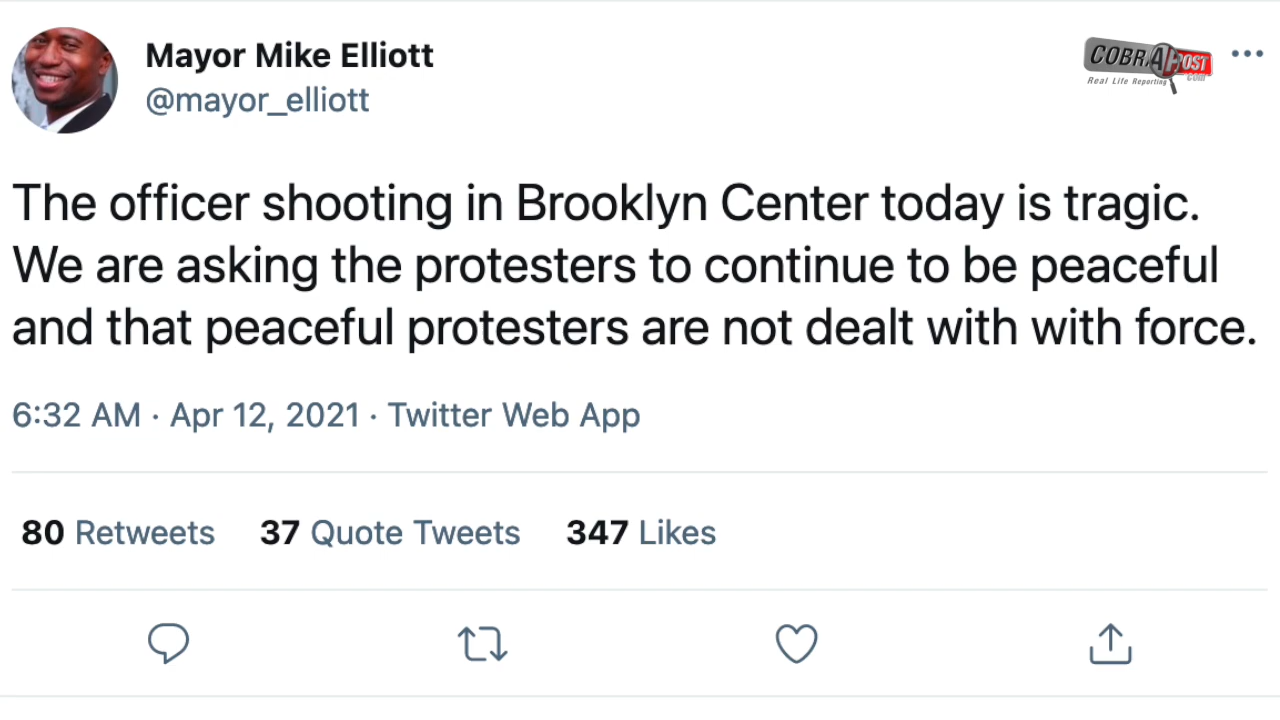 Mayor Mike Elliott
@mayor_elliott
COBRAPOST
.COM
Real Life Reporting
The officer shooting in Brooklyn Center today is tragic.
We are asking the protesters to continue to be peaceful
and that peaceful protesters are not dealt with with force.
6:32 AM · Apr 12, 2021 · Twitter Web App
80 Retweets 37 Quote Tweets 347 Likes